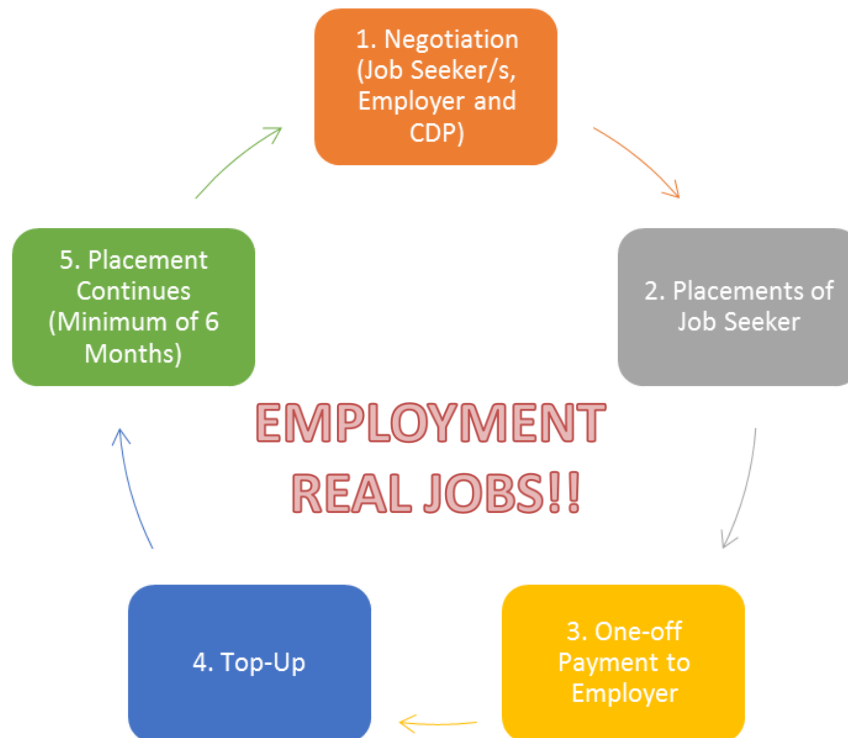 1. Negotiation
(Job Seeker/s,
Employer and
CDP)
2. Placements of
Job Seeker
3. One-off
Payment to
Employer
4. Top-Up
5. Placement
Continues
(Minimum of 6
Months)
EMPLOYMENT
REAL JOBS!!